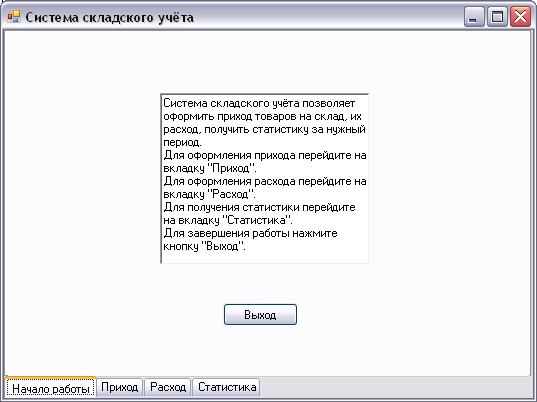 Система складского учёта
Система складского учёта позволяет
оформить приход товаров на склад, их
расход, получить статистику за нужный
период.
Для оформления прихода перейдите на
вкладку "Приход".
Для оформления расхода перейдите на
вкладку "Расход".
Для получения статистики перейдите
на вкладку "Статистика".
Для завершения работы нажмите
кнопку "Выход".
Выход
Начало работы Приход Расход Статистика